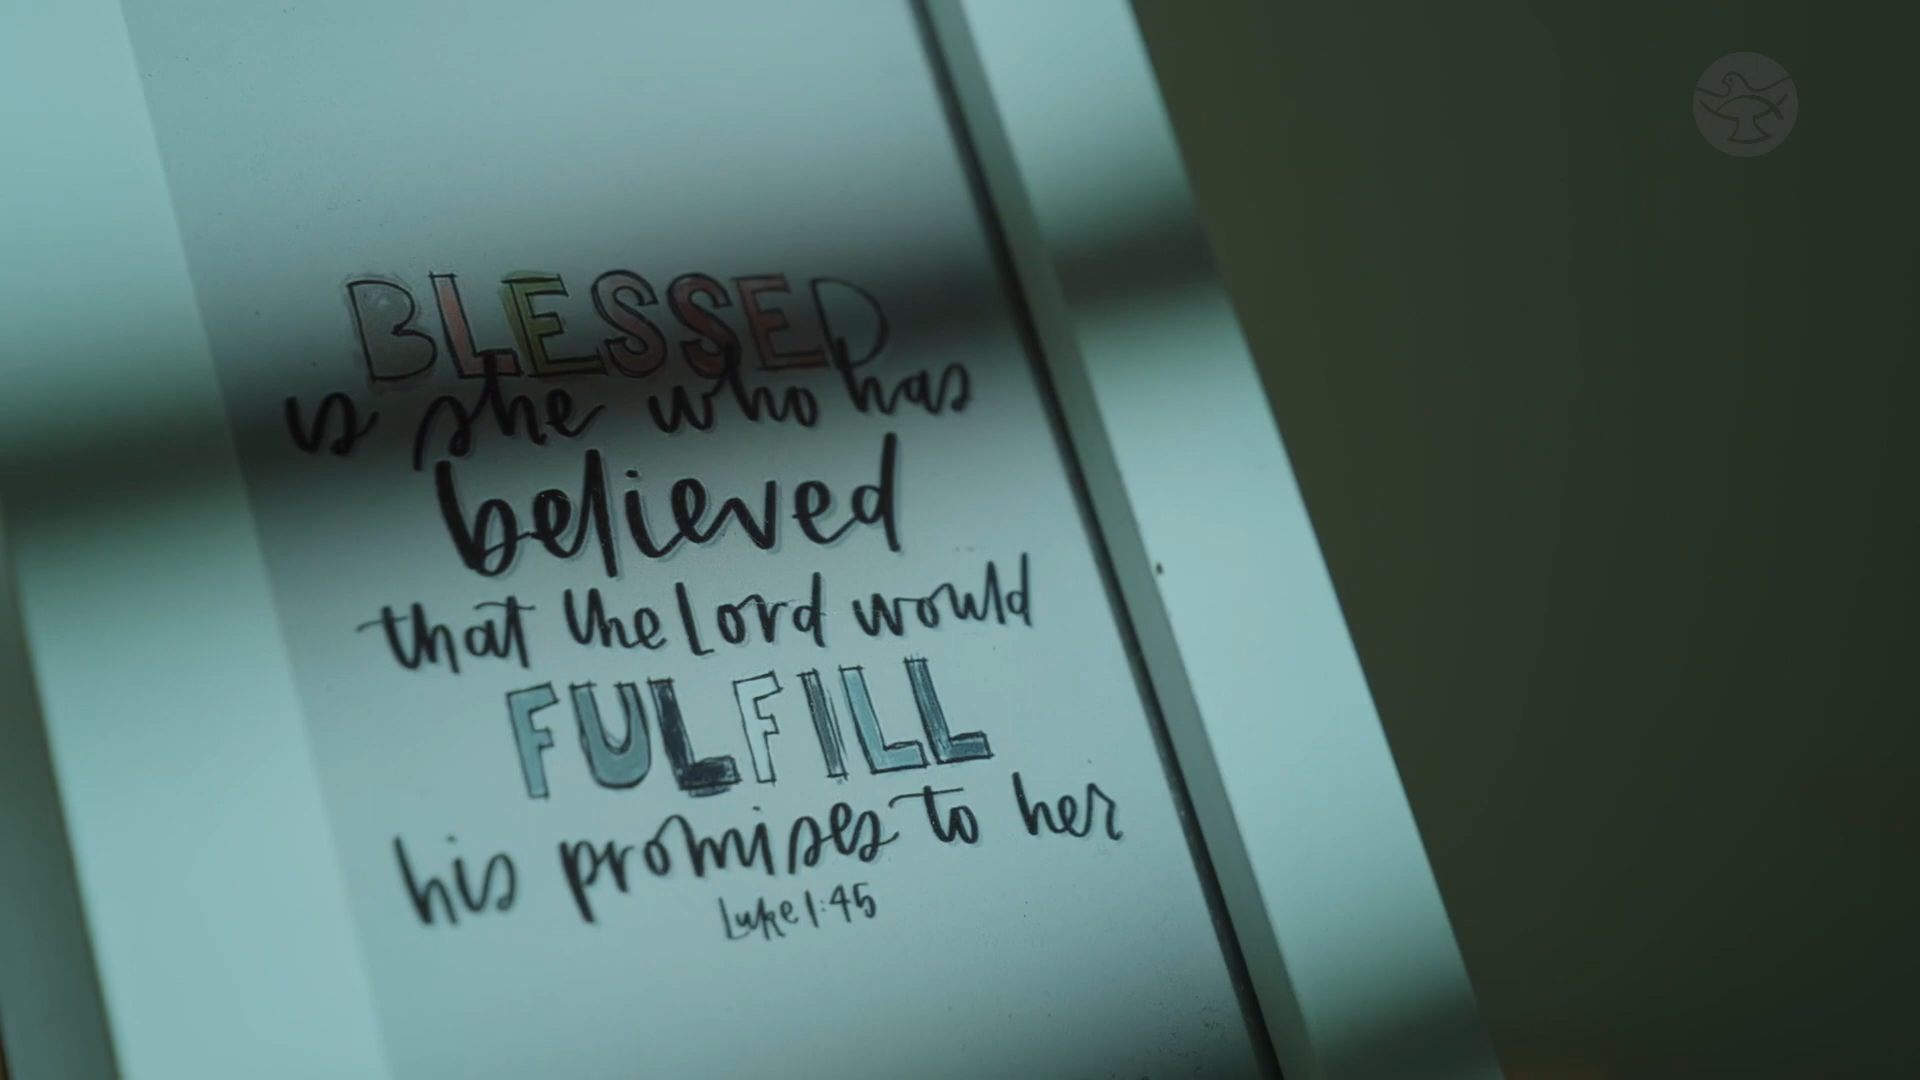 BLESSED
is she who has
believed
that the Lord would
FULFILL
his promises to her
Luke 1:45